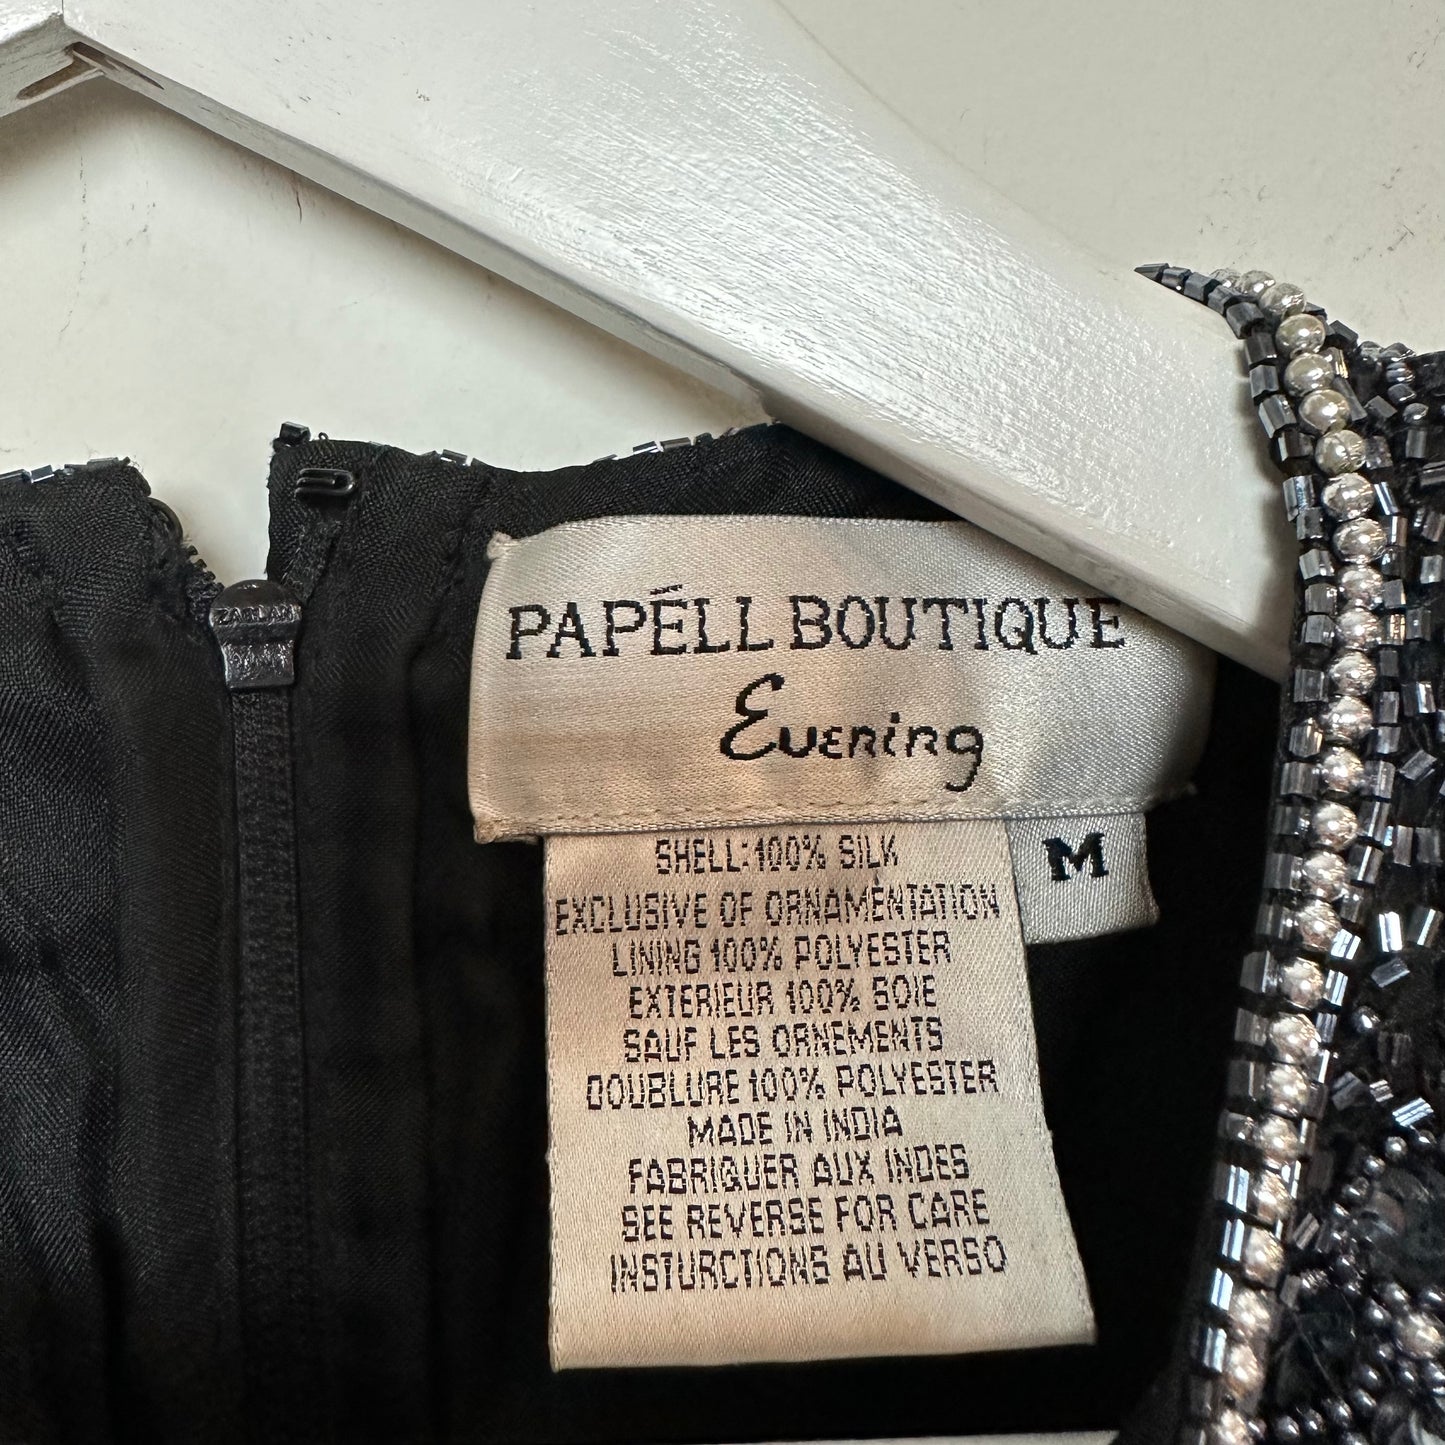 PAPÉLL BOUTIQUE
Evening
M
SHELL: 100% SILK
EXCLUSIVE OF ORNAMENTATION
LINING 100% POLYESTER
EXTERIEUR 100% SOIE
SAUF LES ORNEMENTS
DOUBLURE 100% POLYESTER
MADE IN INDIA
FABRIQUER AUX INDES
SEE REVERSE FOR CARE
INSTURCTIONS AU VERSO